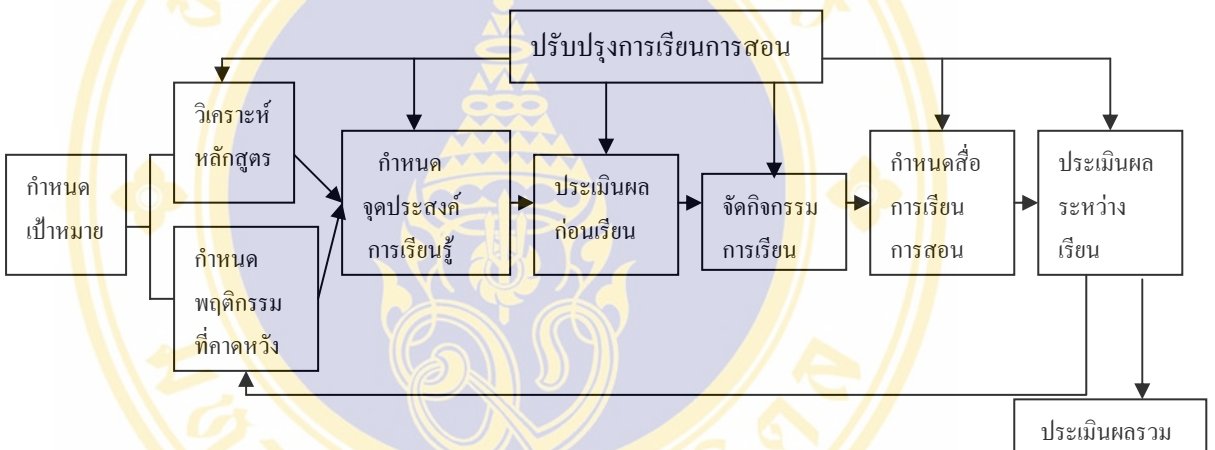 ปรับปรุงการเรียนการสอน
กำหนด
เป้าหมาย
วิเคราะห์
หลักสูตร
กำหนด
พฤติกรรม
ที่คาดหวัง
กำหนด
จุดประสงค์
การเรียนรู้
ประเมินผล
ก่อนเรียน
จัดกิจกรรม
การเรียน
กำหนดสื่อ
การเรียน
การสอน
ประเมินผล
ระหว่าง
เรียน
ประเมินผลรวม